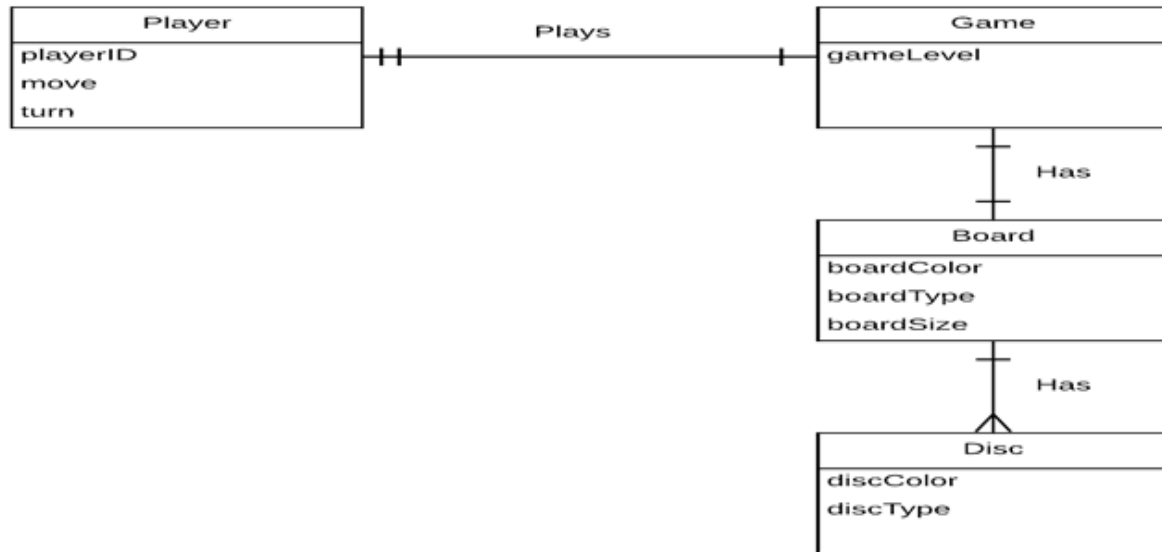 Player
playerID
move
turn
Plays
Game
gameLevel
Has
Board
boardColor
boardType
boardSize
Has
Disc
discColor
discType